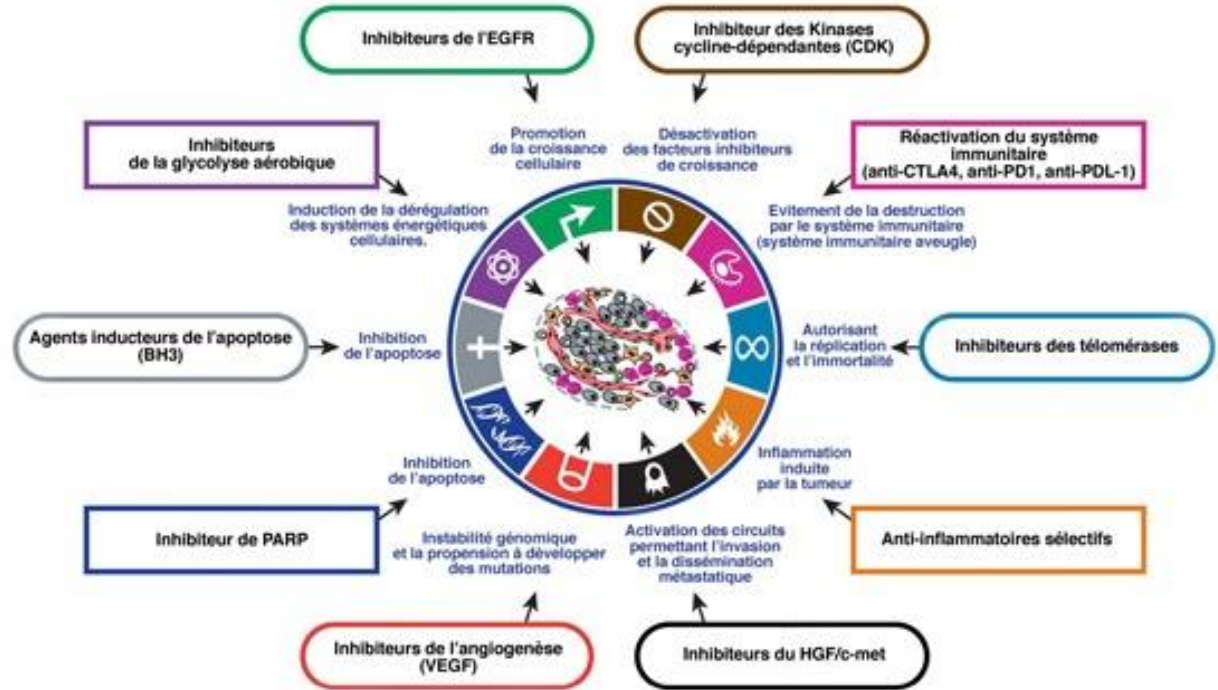 Inhibiteurs de l'EGFR
Inhibiteur des Kinases
cycline-dépendantes (CDK)
Inhibiteurs
de la glycolyse aérobique
Promotion
de la croissance
cellulaire
Désactivation
des facteurs inhibiteurs
de croissance
Réactivation du système
immunitaire
(anti-CTLA4, anti-PD1, anti-PDL-1)
Induction de la dérégulation
des systèmes énergétiques
cellulaires.
Evitement de la destruction
par le système immunitaire
(système immunitaire aveugle)
Agents inducteurs de l'apoptose
(BH3)
Inhibition
de l'apoptose
Autorisant
la réplication
et l'immortalité
Inhibiteurs des télomérases
Inhibition
de l'apoptose
Inflammation
induite
par la tumeur
Inhibiteur de PARP
Instabilité génomique
et la propension à développer
des mutations
Activation des circuits
permettant l'invasion
et la dissémination
métastatique
Anti-inflammatoires sélectifs
Inhibiteurs de l'angiogenèse
(VEGF)
Inhibiteurs du HGF/c-met